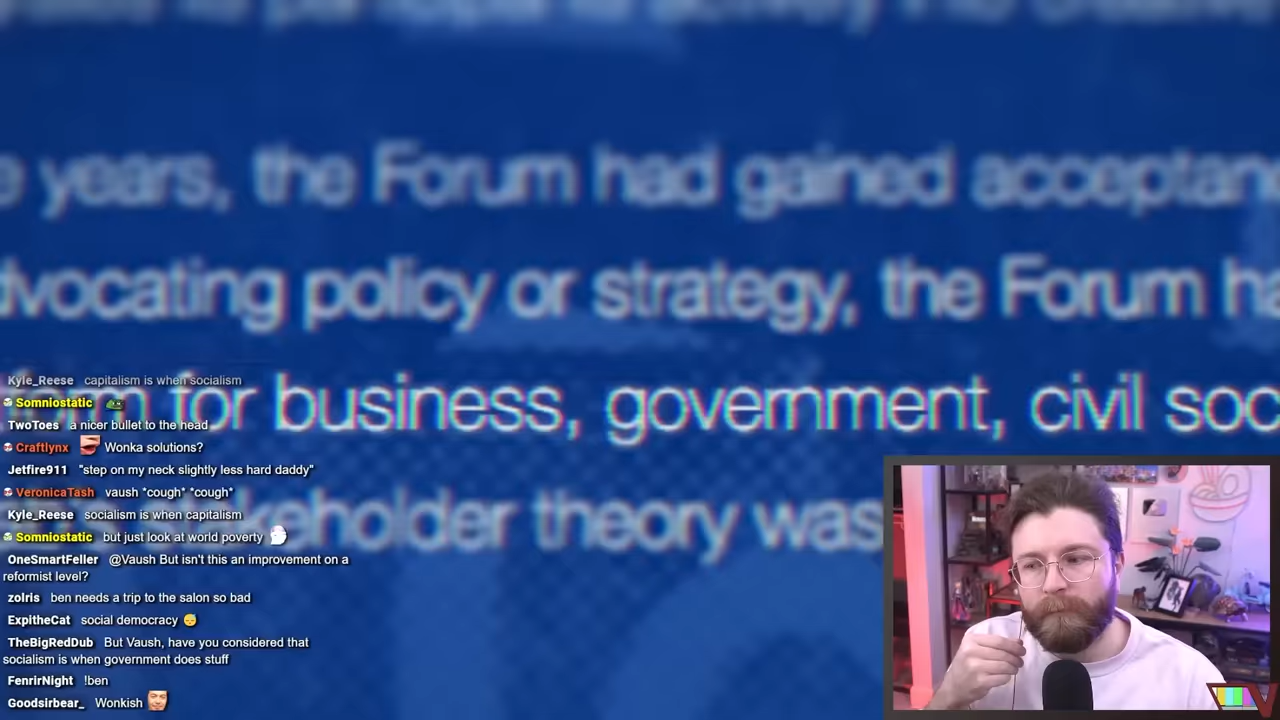 years, the Forum had gained
policy or strategy, the Forum
for business, government, civil
theory was
Kyle_Reese capitalism is when socialism
Somniostatic
TwoToes a nicer bullet to the head
Craftlynx Wonka solutions?
Jetfire911 "step on my neck slightly less hard daddy"
VeronicaTash vaush *cough* *cough*
Kyle_Reese socialism is when capitalism
Somniostatic but just look at world poverty
OneSmartFeller @Vaush But isn't this an improvement on a
reformist level?
zolris ben needs a trip to the salon so bad
ExpitheCat social democracy
TheBigRedDub But Vaush, have you considered that
socialism is when government does stuff
FenrirNight !ben
Goodsirbear_ Wonkish